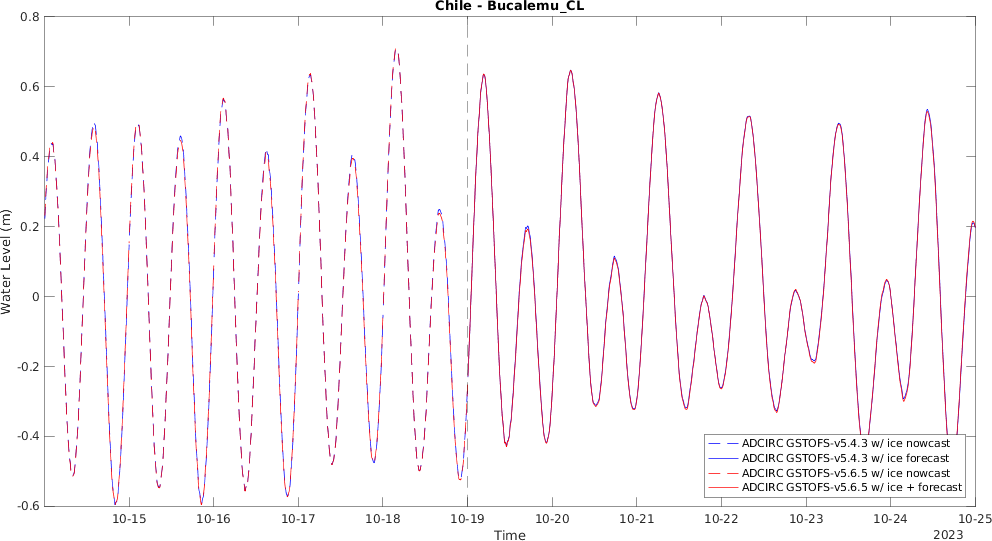 Chile - Bucalemu_CL
0.8
0.6
0.4
0.2
0
-0.2
-0.4
-0.6
Water Level (m)
10-15 10-16 10-17 10-18 10-19 10-20 10-21 10-22 10-23 10-24 10-25
Time
2023
ADCIRC GSTOFS-v5.4.3 w/ ice nowcast
ADCIRC GSTOFS-v5.4.3 w/ ice forecast
ADCIRC GSTOFS-v5.6.5 w/ ice nowcast
ADCIRC GSTOFS-v5.6.5 w/ ice + forecast